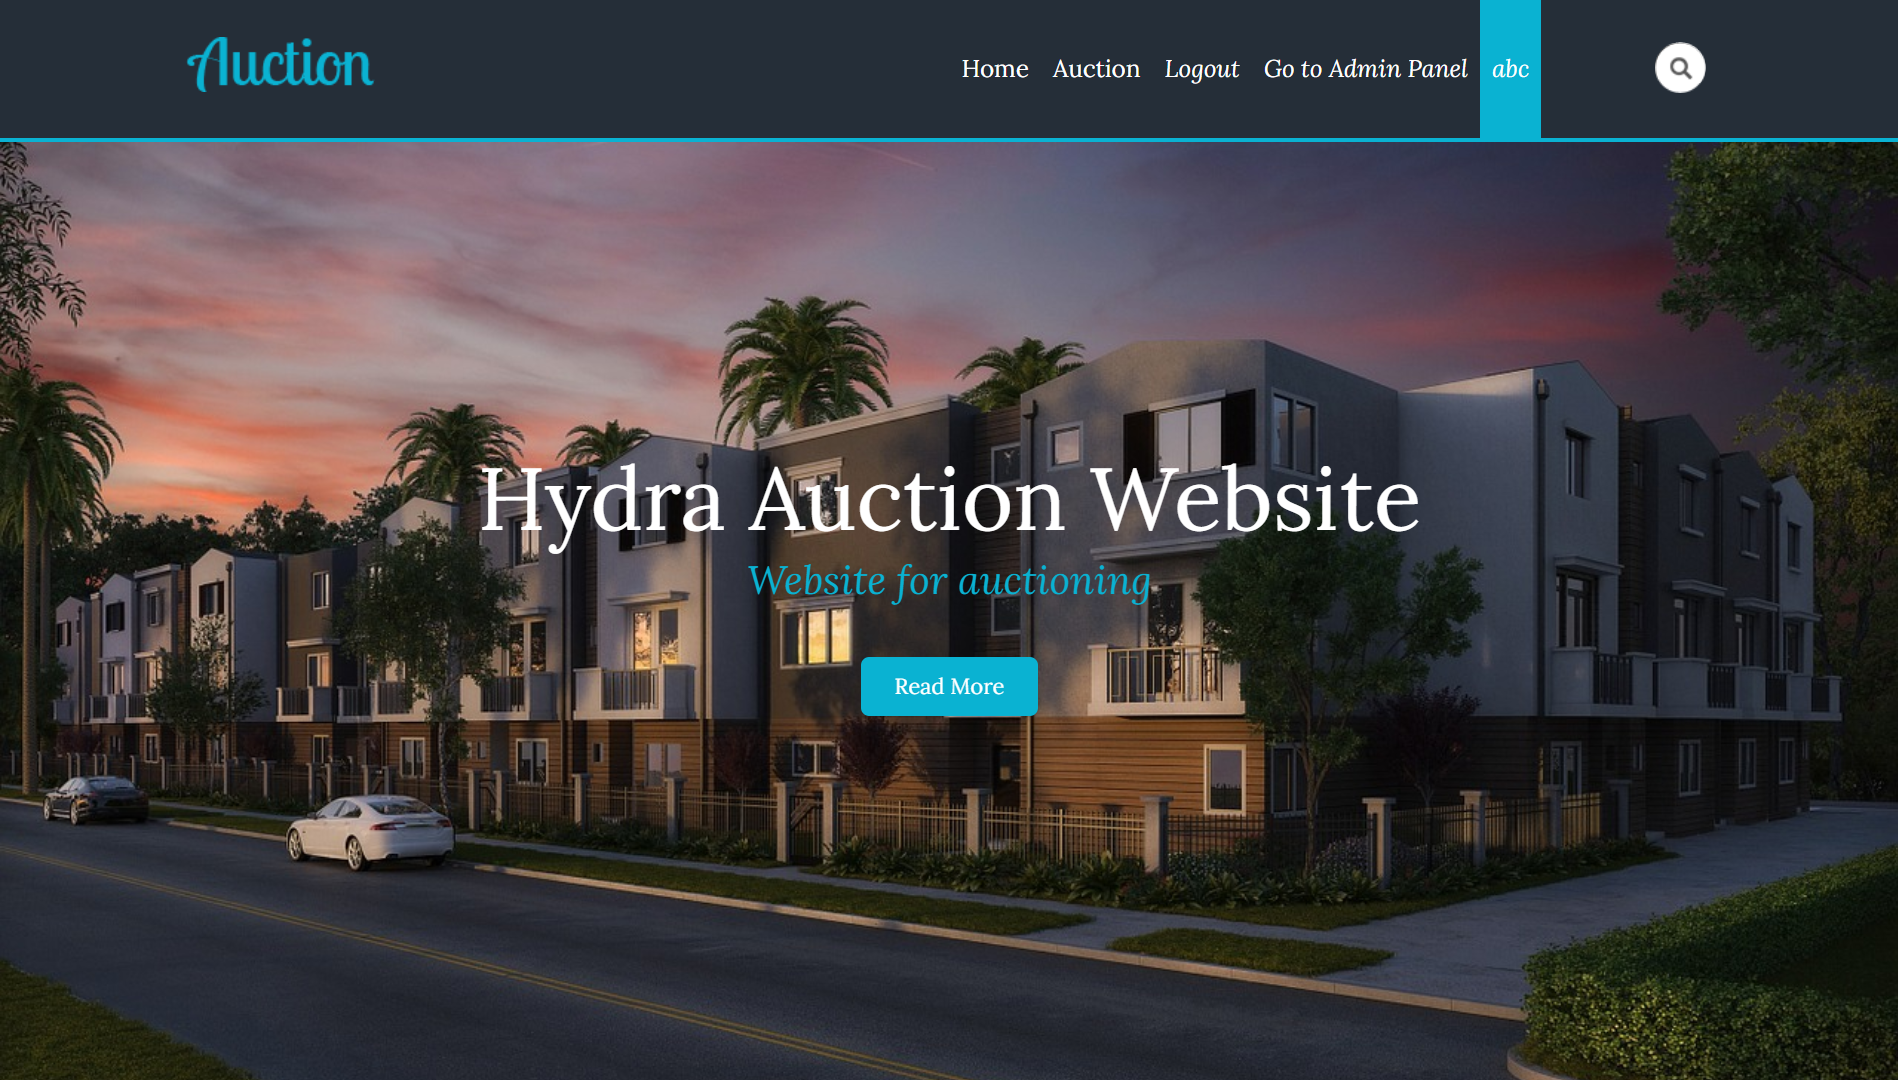 Auction
Home Auction Logout Go to Admin Panel abc
Hydra Auction Website
Website for auctioning
Read More